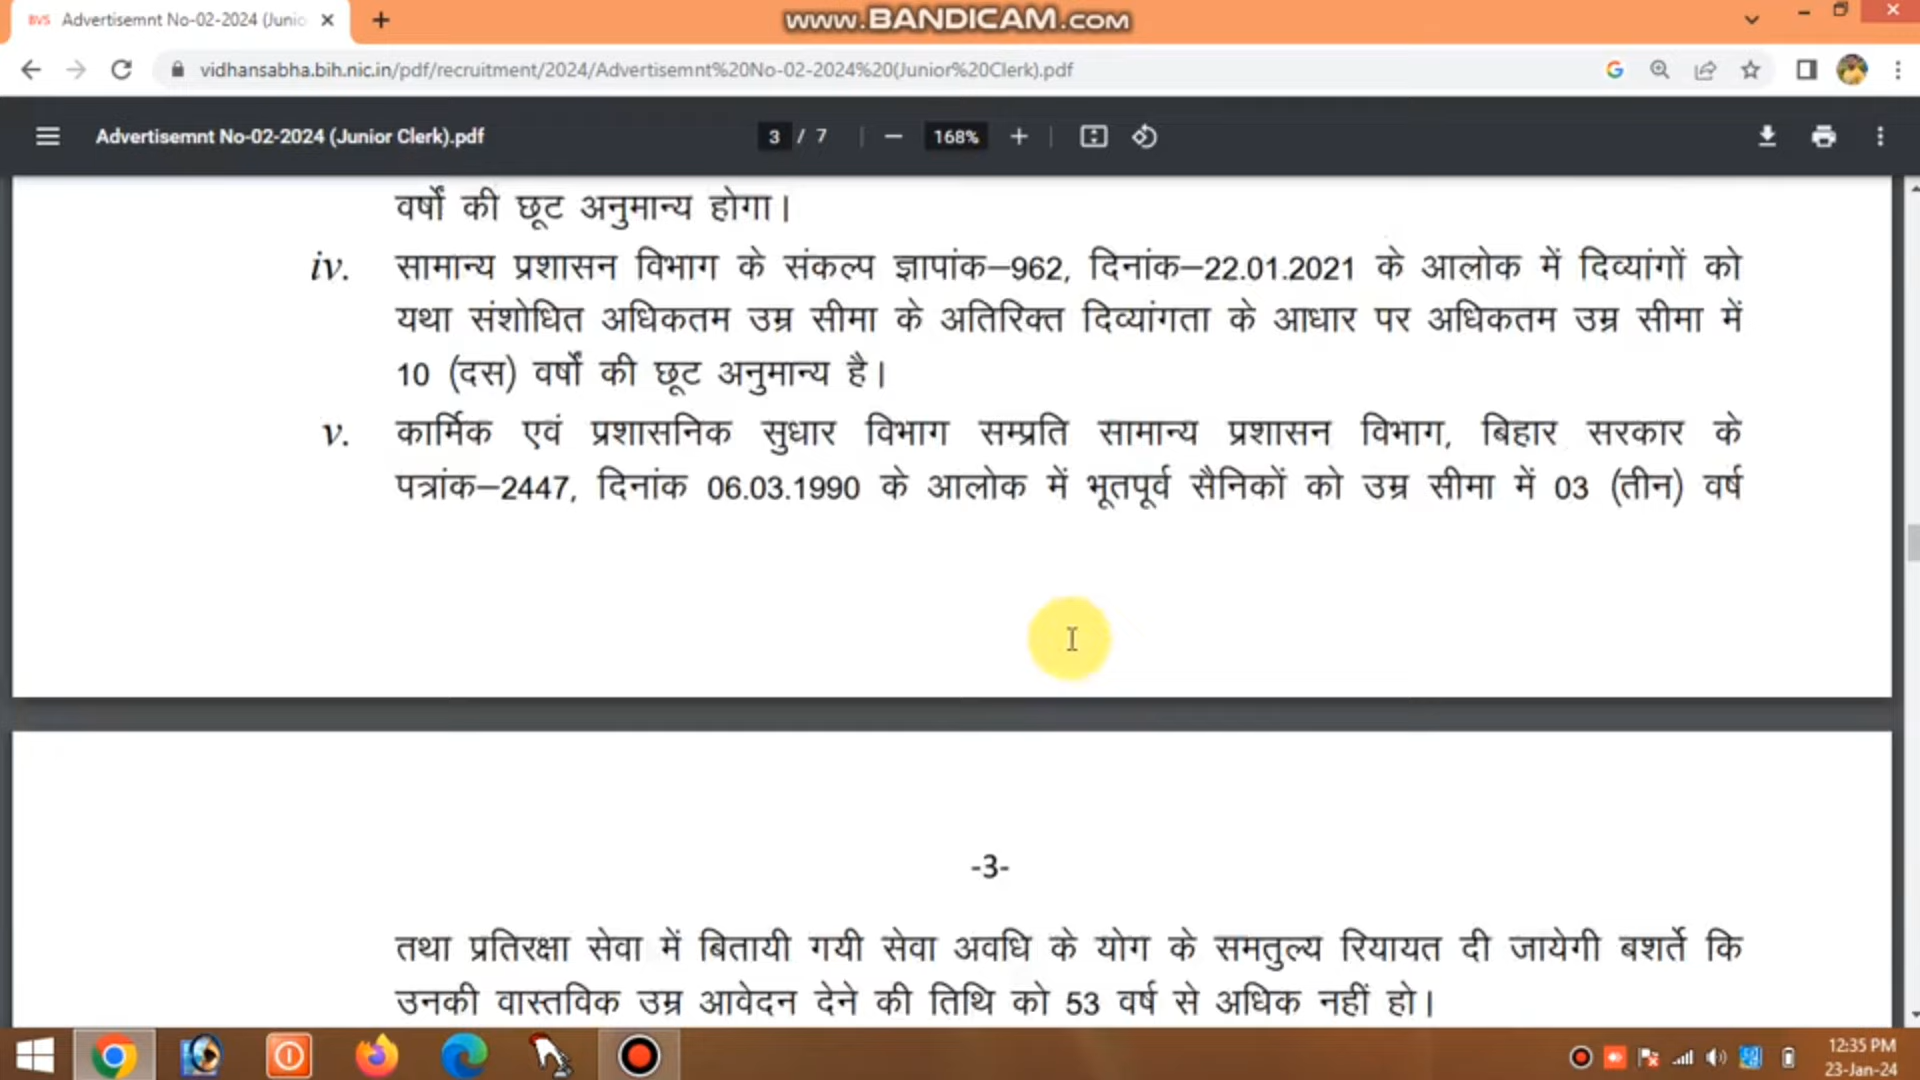 BVS Advertisemnt No-02-2024 (Junio
www.BANDICAM.com
vidhansabha.bih.nic.in/pdf/recruitment/2024/Advertisemnt%20No-02-2024%20(Junior%20Clerk).pdf
Advertisemnt No-02-2024 (Junior Clerk).pdf
3 / 7
168%
वर्षों की छूट अनुमान्य होगा।
iv. सामान्य प्रशासन विभाग के संकल्प ज्ञापांक–962, दिनांक–22.01.2021 के आलोक में दिव्यांगों को
यथा संशोधित अधिकतम उम्र सीमा के अतिरिक्त दिव्यांगता के आधार पर अधिकतम उम्र सीमा में
10 (दस) वर्षों की छूट अनुमान्य है।
v. कार्मिक एवं प्रशासनिक सुधार विभाग सम्प्रति सामान्य प्रशासन विभाग, बिहार सरकार के
पत्रांक–2447, दिनांक 06.03.1990 के आलोक में भूतपूर्व सैनिकों को उम्र सीमा में 03 (तीन) वर्ष
-3-
तथा प्रतिरक्षा सेवा में बितायी गयी सेवा अवधि के योग के समतुल्य रियायत दी जायेगी बशर्ते कि
उनकी वास्तविक उम्र आवेदन देने की तिथि को 53 वर्ष से अधिक नहीं हो।
12:35 PM
23-Jan-24